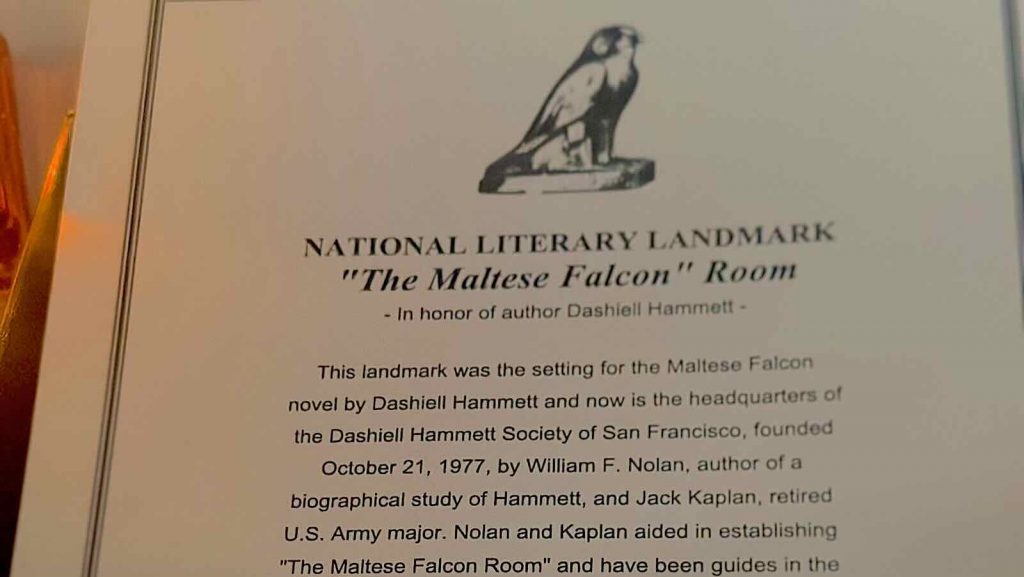 NATIONAL LITERARY LANDMARK
"The Maltese Falcon" Room
- In honor of author Dashiell Hammett -
This landmark was the setting for the Maltese Falcon
novel by Dashiell Hammett and now is the headquarters of
the Dashiell Hammett Society of San Francisco, founded
October 21, 1977, by William F. Nolan, author of a
biographical study of Hammett, and Jack Kaplan, retired
U.S. Army major. Nolan and Kaplan aided in establishing
"The Maltese Falcon Room" and have been guides in the